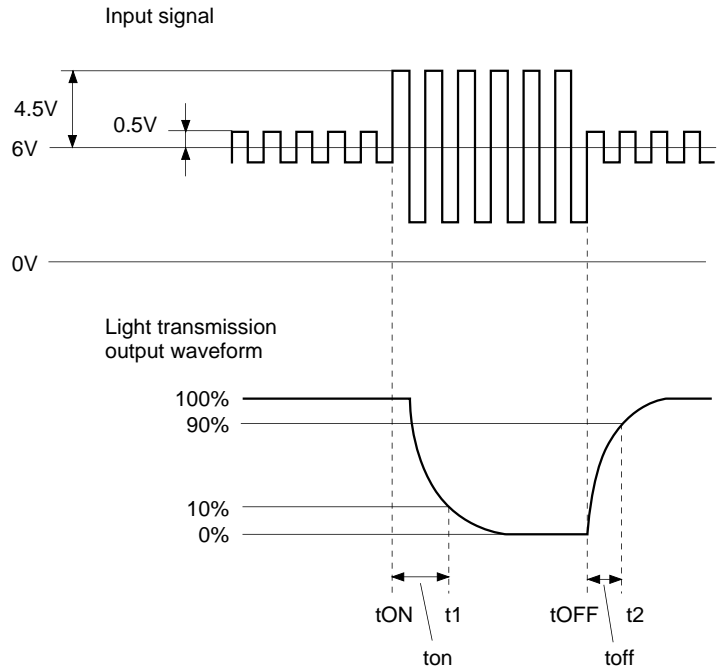 Input signal
4.5V
0.5V
6V
0V
Light transmission
output waveform
100%
90%
10%
0%
tON t1 tOFF t2
ton toff